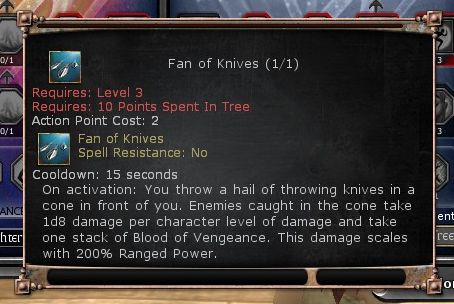 Fan of Knives (1/1)
Requires: Level 3
Requires: 10 Points Spent In Tree
Action Point Cost: 2
Fan of Knives
Spell Resistance: No
Cooldown: 15 seconds
On activation: You throw a hail of throwing knives in a
cone in front of you. Enemies caught in the cone take
1d8 damage per character level of damage and take
one stack of Blood of Vengeance. This damage scales
with 200% Ranged Power.